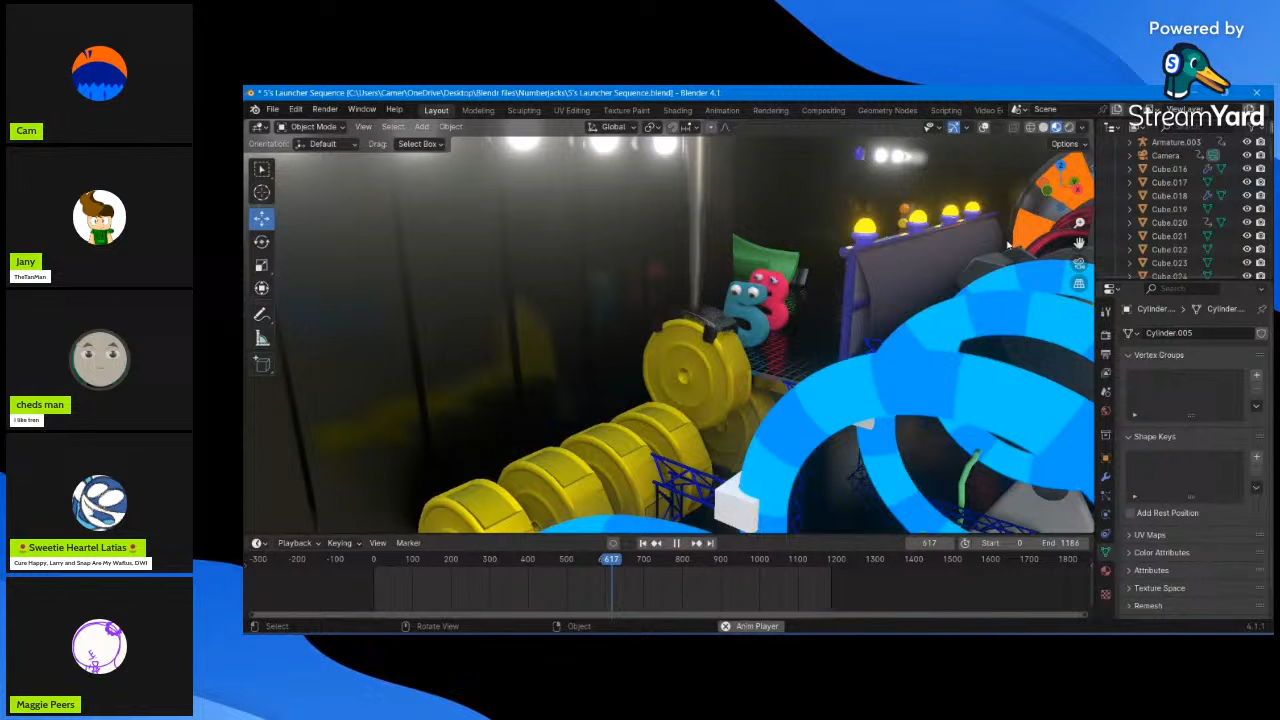 Cam
Jany
TheTanMan
cheds man
i like tren
Sweetie Heartel Latias
Cure Happy, Larry and Snap Are My Waifus, DWI
Maggie Peers
Powered by
S
StreamYard
* 5's Launcher Sequence [C:\Users\Camer\OneDrive\Desktop\Blendr files\Numberjacks\5's Launcher Sequence.blend] - Blender 4.1
File Edit Render Window Help Layout Modeling Sculpting UV Editing Texture Paint Shading Animation Rendering Compositing Geometry Nodes Scripting Video E Scene
Object Mode View Select Add Object Global
Orientation: Default Drag: Select Box Options
Armature.003
Camera
Cube.016
Cube.017
Cube.018
Cube.019
Cube.020
Cube.021
Cube.022
Cube.023
Cube.024
Search
Cylinder.... Cylinder....
Cylinder.005
Vertex Groups
Shape Keys
Add Rest Position
UV Maps
Color Attributes
Attributes
Texture Space
Remesh
Playback Keying View Marker 617 Start 0 End 1186
-300 -200 -100 0 100 200 300 400 500 617 700 800 900 1000 1100 1200 1300 1400 1500 1600 1700 1800
Select Rotate View Object Anim Player 4.1.1